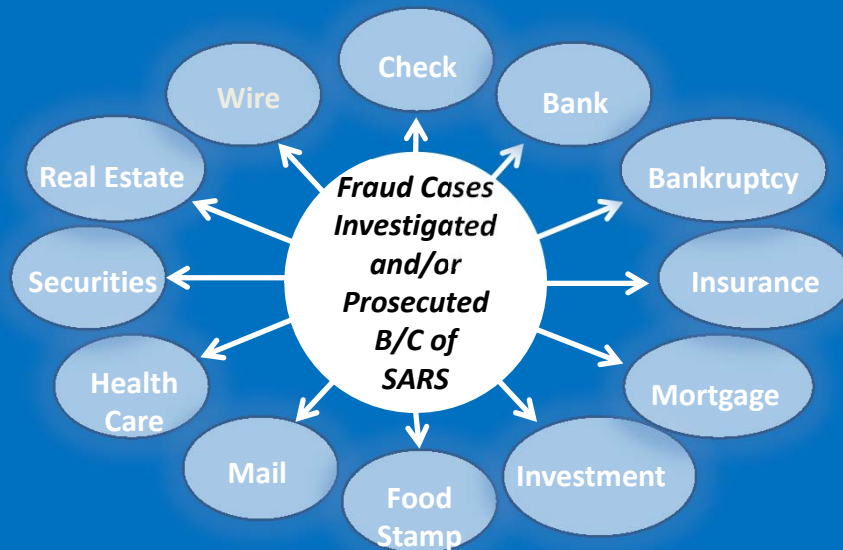 Check
Wire
Bank
Real Estate
Bankruptcy
Fraud Cases
Investigated
and/or
Prosecuted
B/C of
SARS
Securities
Insurance
Health
Care
Mortgage
Mail
Investment
Food
Stamp